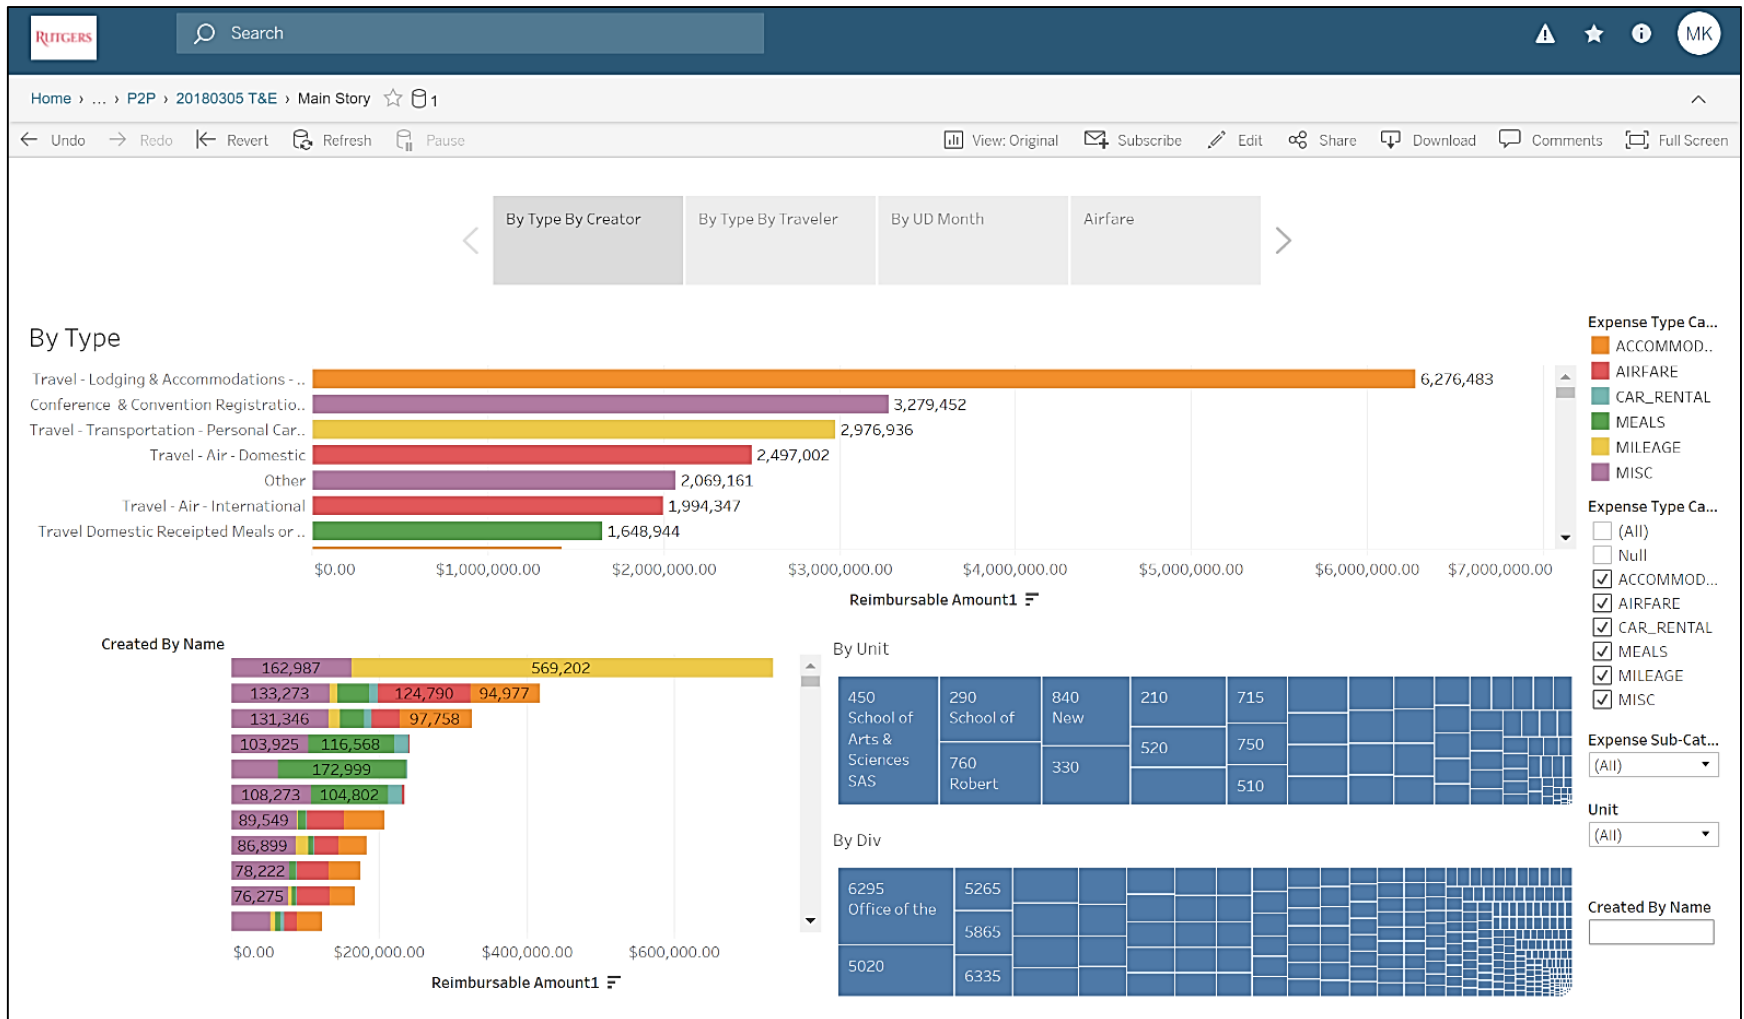 RUTGERS
Search
MK
Home › ... › P2P › 20180305 T&E › Main Story 1
Undo Redo Revert Refresh Pause View: Original Subscribe Edit Share Download Comments Full Screen
By Type By Creator
By Type By Traveler
By UD Month
Airfare
By Type
Travel - Lodging & Accommodations - .. 6,276,483
Conference & Convention Registratio.. 3,279,452
Travel - Transportation - Personal Car.. 2,976,936
Travel - Air - Domestic 2,497,002
Other 2,069,161
Travel - Air - International 1,994,347
Travel Domestic Receipted Meals or .. 1,648,944
$0.00 $1,000,000.00 $2,000,000.00 $3,000,000.00 $4,000,000.00 $5,000,000.00 $6,000,000.00 $7,000,000.00
Reimbursable Amount1
Expense Type Ca...
ACCOMMOD..
AIRFARE
CAR_RENTAL
MEALS
MILEAGE
MISC
Expense Type Ca...
(All)
Null
ACCOMMOD...
AIRFARE
CAR_RENTAL
MEALS
MILEAGE
MISC
Expense Sub-Cat...
(All)
Unit
(All)
Created By Name
Created By Name
162,987 569,202
133,273 124,790 94,977
131,346 97,758
103,925 116,568
172,999
108,273 104,802
89,549
86,899
78,222
76,275
$0.00 $200,000.00 $400,000.00 $600,000.00
Reimbursable Amount1
By Unit
450
School of
Arts &
Sciences
SAS
290
School of
760
Robert
840
New
330
210
520
715
750
510
By Div
6295
Office of the
5020
5265
5865
6335